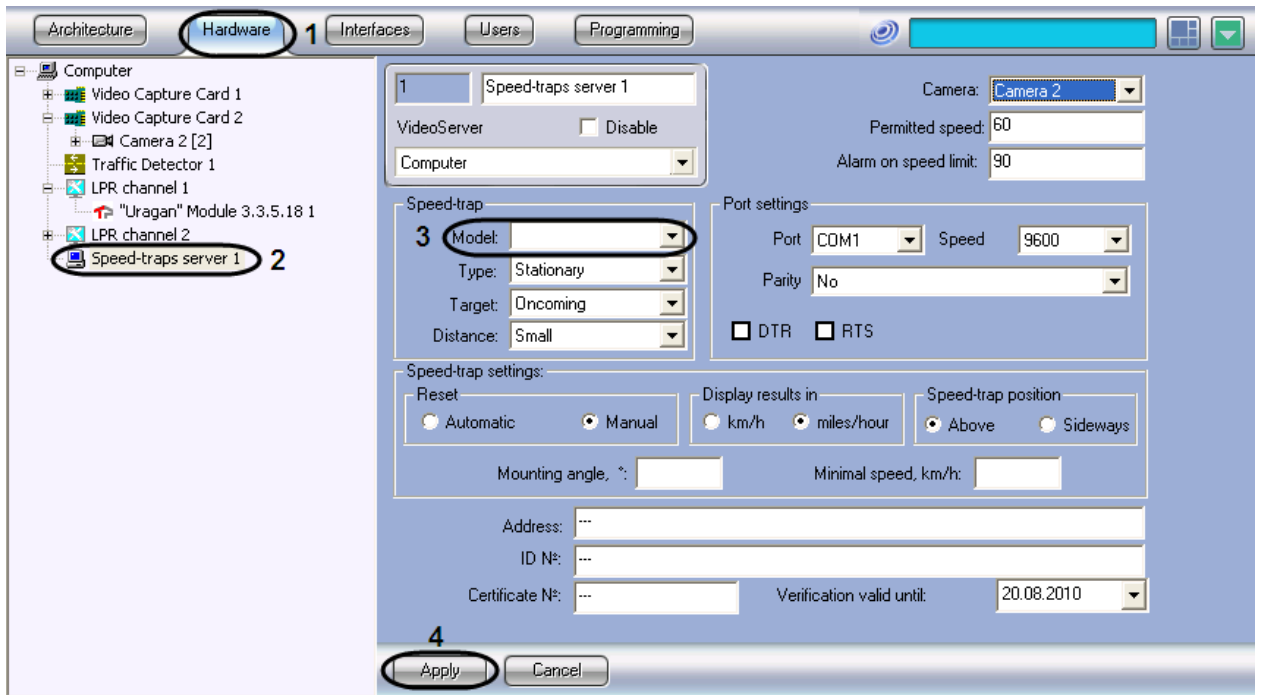 Architecture Hardware 1 Interfaces Users Programming
Computer
Video Capture Card 1
Video Capture Card 2
Camera 2 [2]
Traffic Detector 1
LPR channel 1
"Uragan" Module 3.3.5.18 1
LPR channel 2
Speed-traps server 1 2
1 Speed-traps server 1
VideoServer Disable
Computer
Camera: Camera 2
Permitted speed: 60
Alarm on speed limit: 90
Speed-trap
3 Model:
Type: Stationary
Target: Oncoming
Distance: Small
Port settings
Port COM1 Speed 9600
Parity No
DTR RTS
Speed-trap settings:
Reset
Automatic Manual
Display results in
km/h miles/hour
Speed-trap position
Above Sideways
Mounting angle, °: Minimal speed, km/h:
Address: ---
ID №: ---
Certificate №: --- Verification valid until: 20.08.2010
4
Apply Cancel